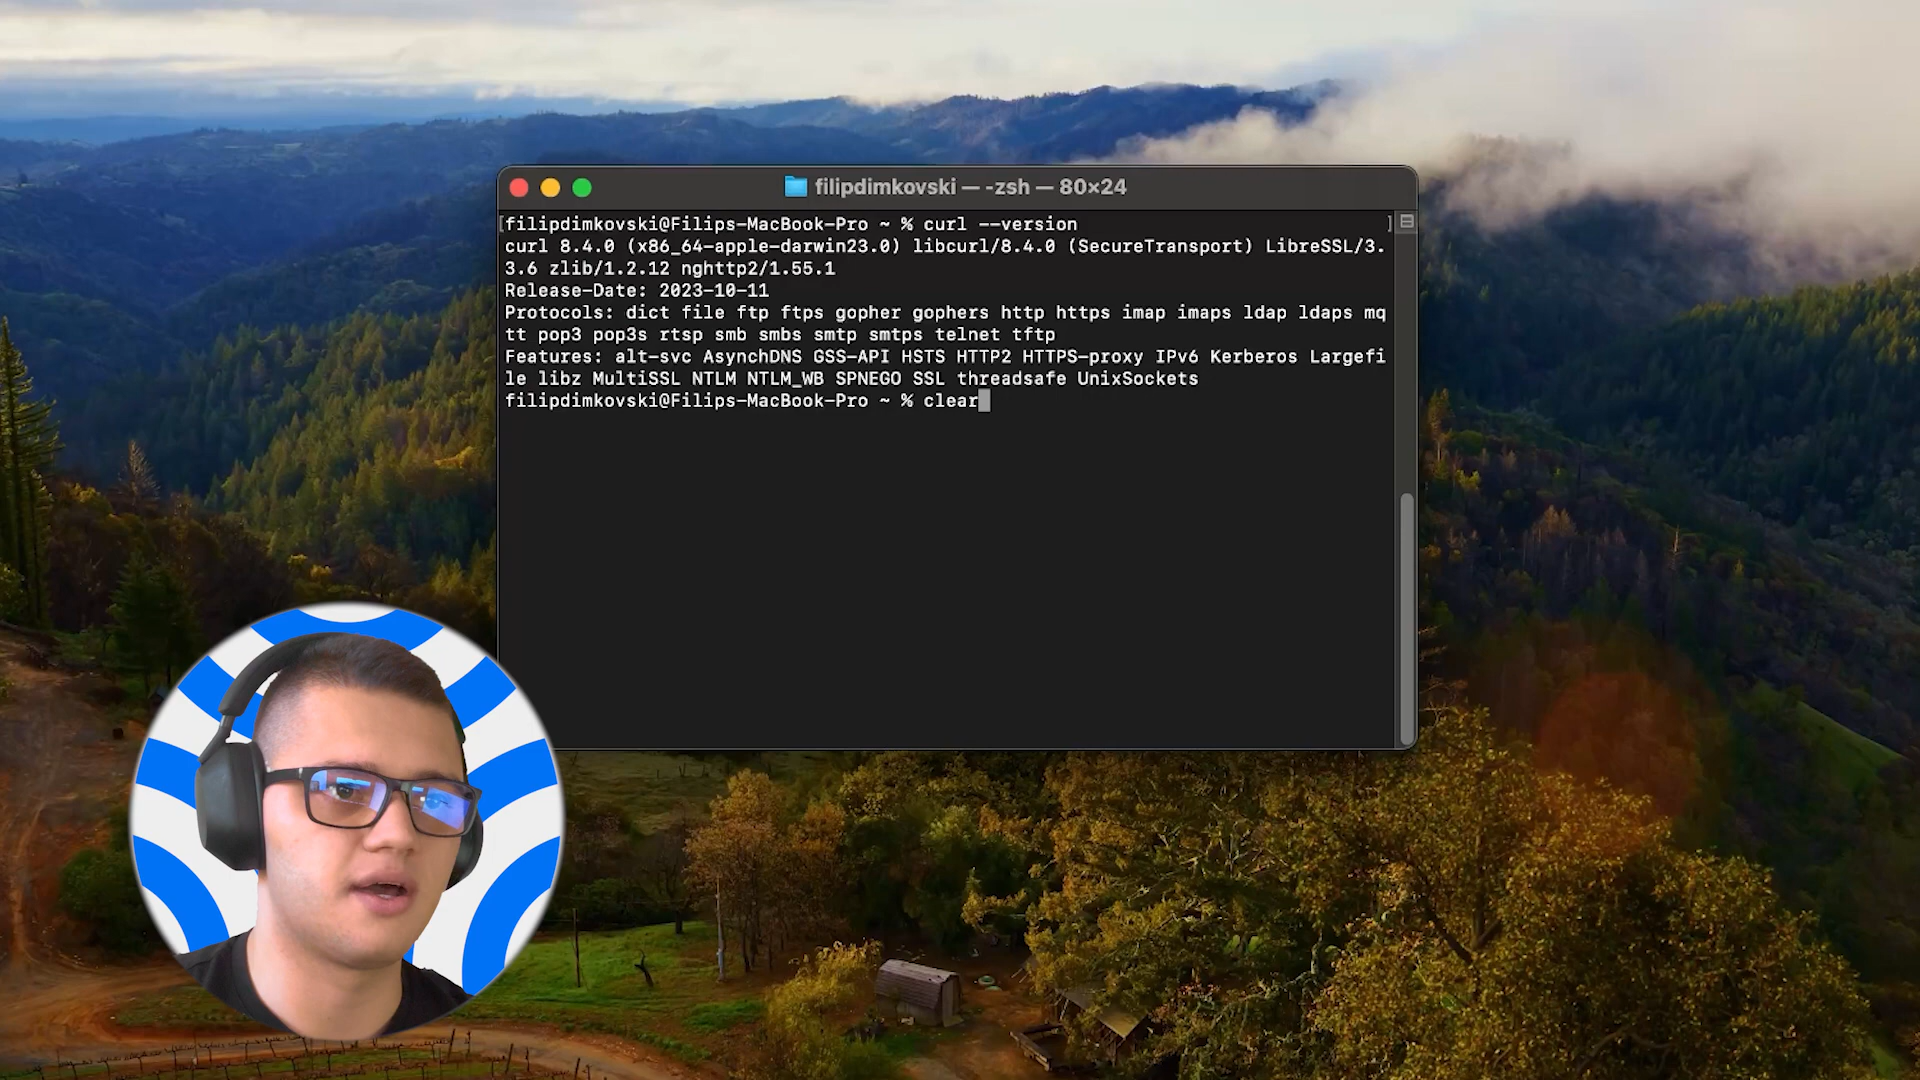 filipdimkovski — -zsh — 80×24
[filipdimkovski@Filips-MacBook-Pro ~ % curl --version ]
curl 8.4.0 (x86_64-apple-darwin23.0) libcurl/8.4.0 (SecureTransport) LibreSSL/3.
3.6 zlib/1.2.12 nghttp2/1.55.1
Release-Date: 2023-10-11
Protocols: dict file ftp ftps gopher gophers http https imap imaps ldap ldaps mq
tt pop3 pop3s rtsp smb smbs smtp smtps telnet tftp
Features: alt-svc AsynchDNS GSS-API HSTS HTTP2 HTTPS-proxy IPv6 Kerberos Largefi
le libz MultiSSL NTLM NTLM_WB SPNEGO SSL threadsafe UnixSockets
filipdimkovski@Filips-MacBook-Pro ~ % clear